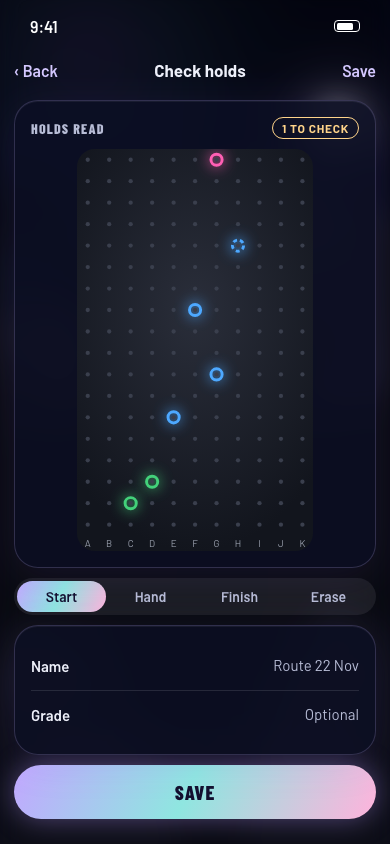 9:41
‹ Back Check holds Save
HOLDS READ 1 TO CHECK
A B C D E F G H I J K
Start Hand Finish Erase
Name Route 22 Nov
Grade Optional
SAVE